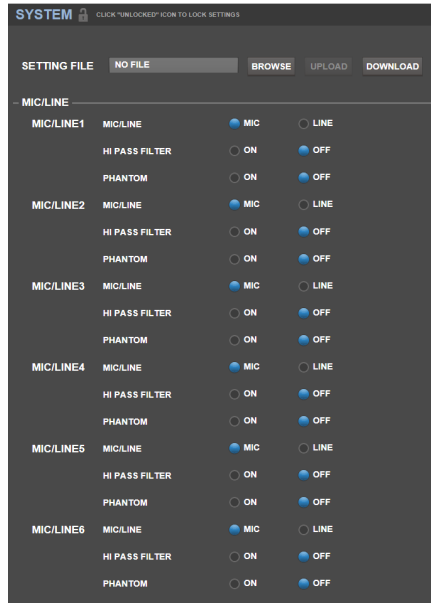 SYSTEM CLICK "UNLOCKED" ICON TO LOCK SETTINGS
SETTING FILE NO FILE BROWSE UPLOAD DOWNLOAD
MIC/LINE
MIC/LINE1 MIC/LINE MIC LINE
HI PASS FILTER ON OFF
PHANTOM ON OFF
MIC/LINE2 MIC/LINE MIC LINE
HI PASS FILTER ON OFF
PHANTOM ON OFF
MIC/LINE3 MIC/LINE MIC LINE
HI PASS FILTER ON OFF
PHANTOM ON OFF
MIC/LINE4 MIC/LINE MIC LINE
HI PASS FILTER ON OFF
PHANTOM ON OFF
MIC/LINE5 MIC/LINE MIC LINE
HI PASS FILTER ON OFF
PHANTOM ON OFF
MIC/LINE6 MIC/LINE MIC LINE
HI PASS FILTER ON OFF
PHANTOM ON OFF